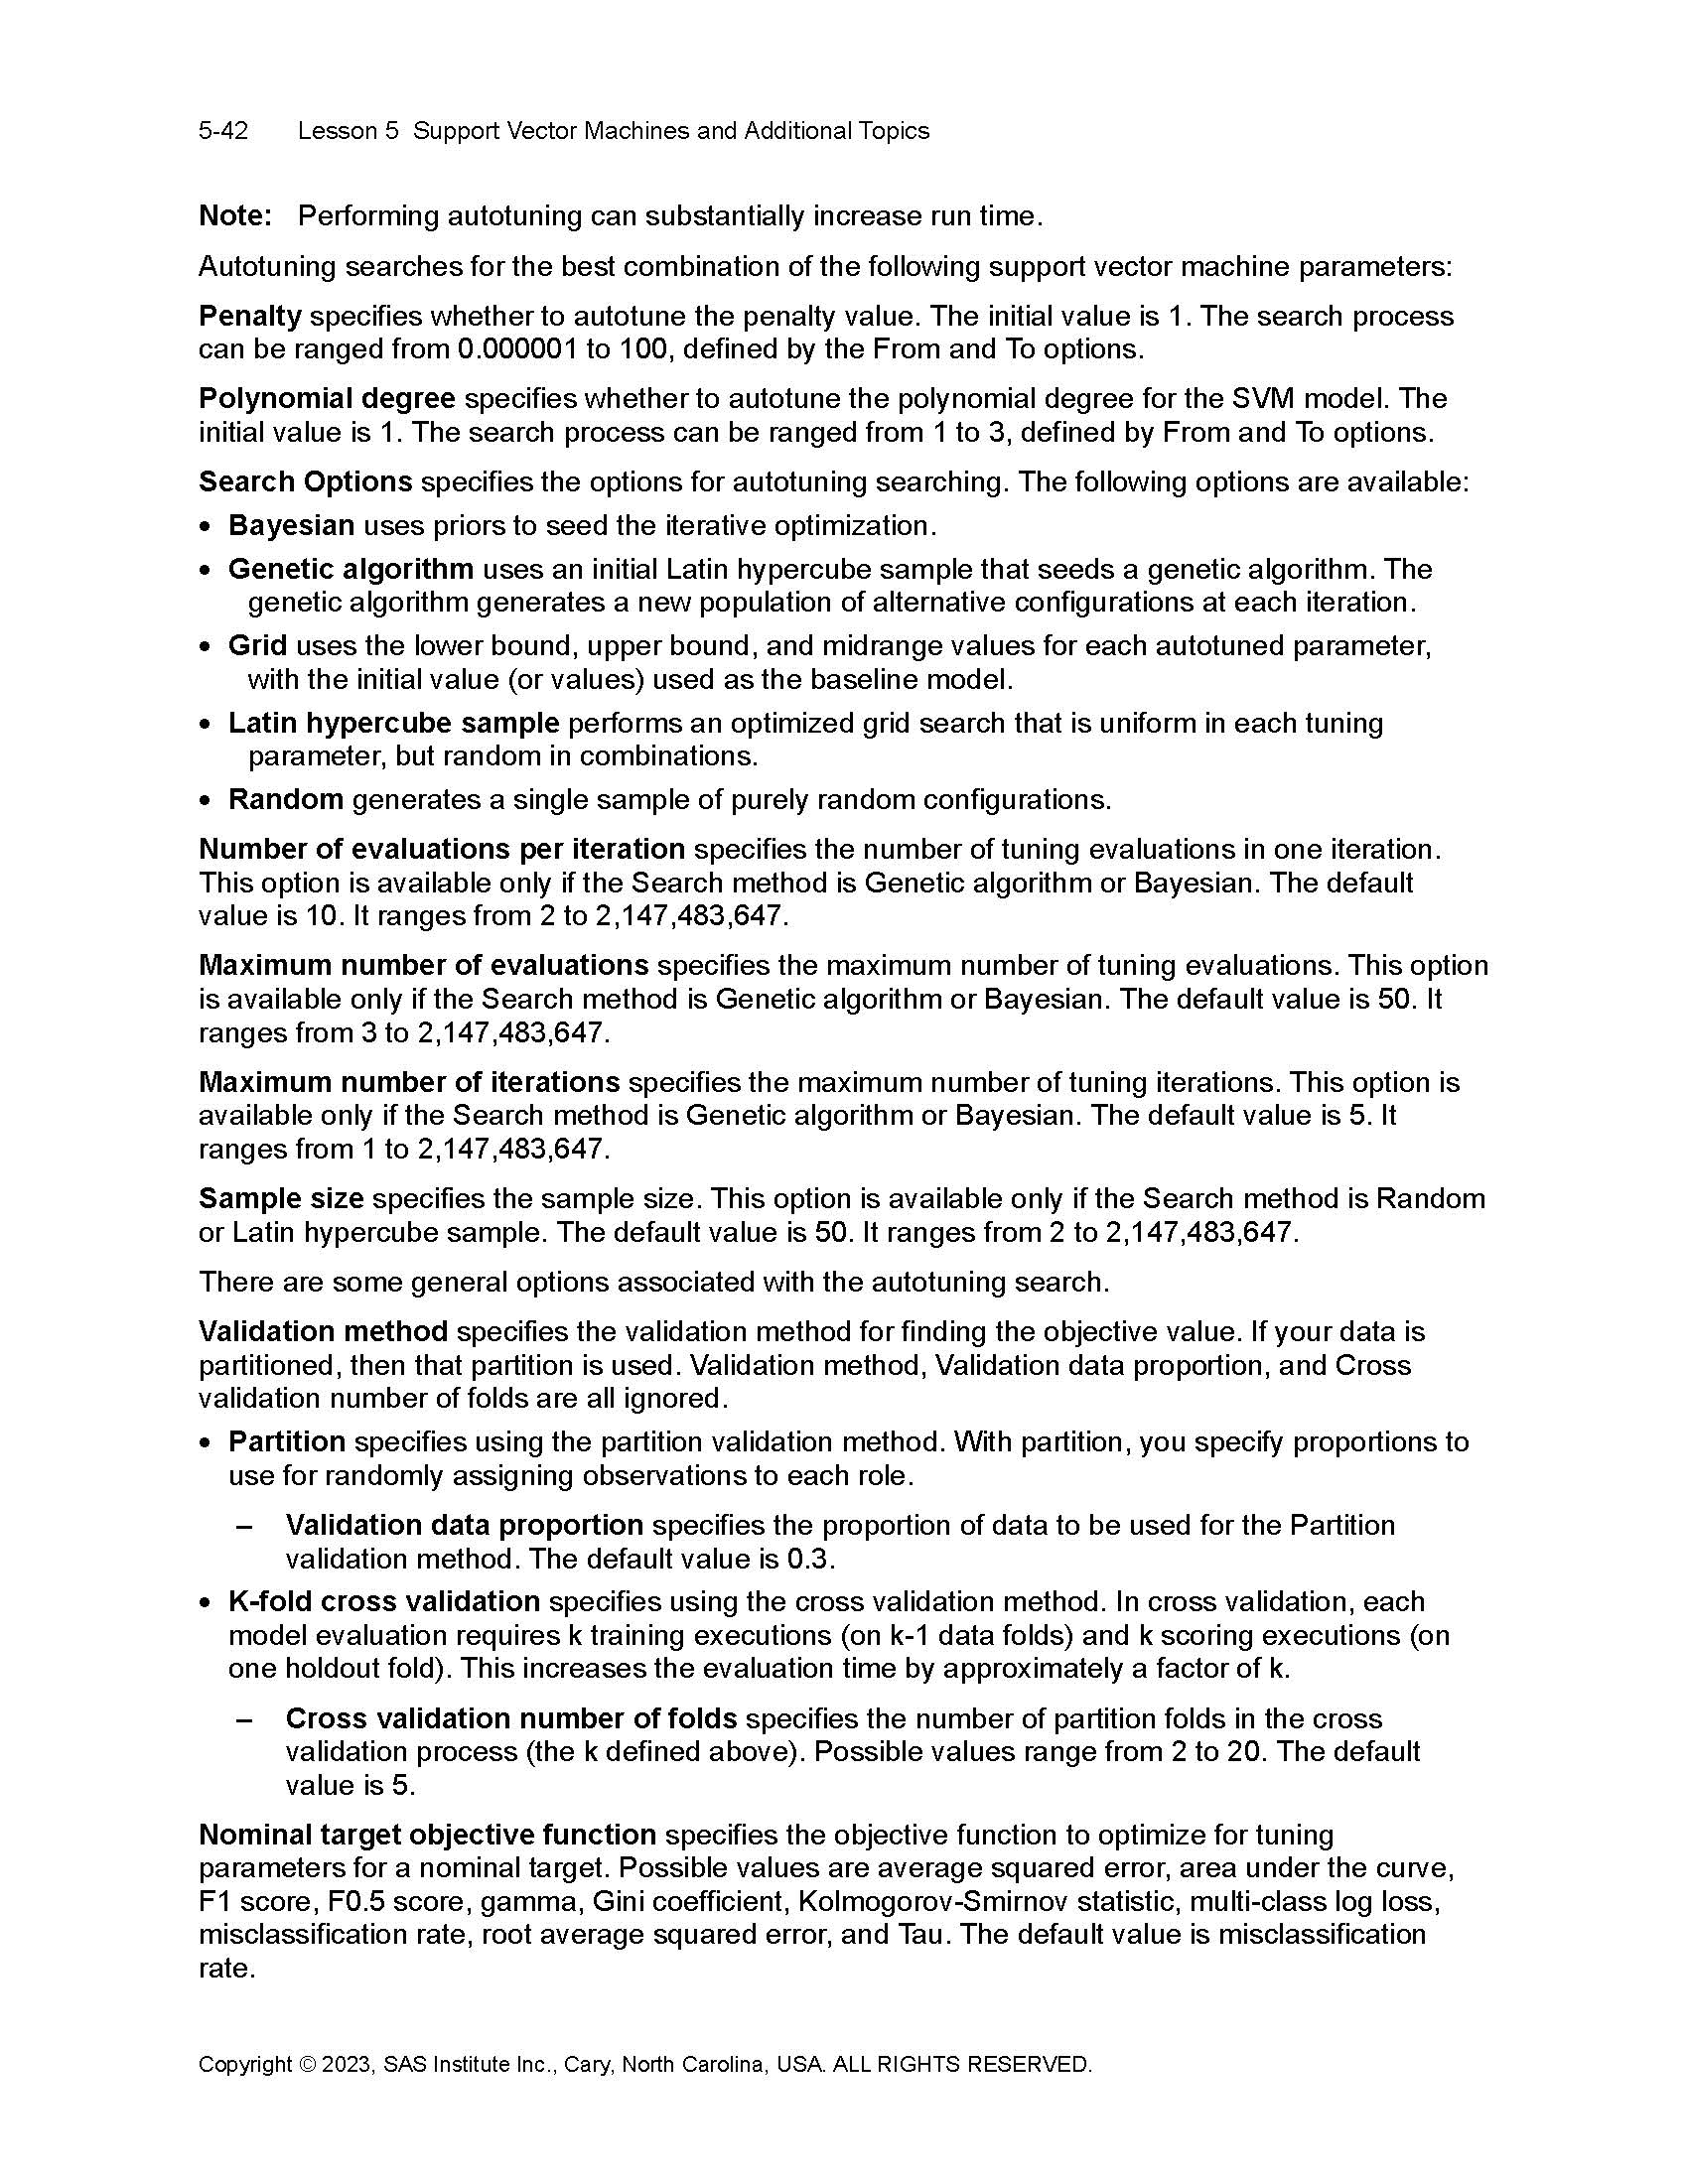 5-42 Lesson 5 Support Vector Machines and Additional Topics
Note: Performing autotuning can substantially increase run time.
Autotuning searches for the best combination of the following support vector machine parameters:
Penalty specifies whether to autotune the penalty value. The initial value is 1. The search process
can be ranged from 0.000001 to 100, defined by the From and To options.
Polynomial degree specifies whether to autotune the polynomial degree for the SVM model. The
initial value is 1. The search process can be ranged from 1 to 3, defined by From and To options.
Search Options specifies the options for autotuning searching. The following options are available:
• Bayesian uses priors to seed the iterative optimization.
• Genetic algorithm uses an initial Latin hypercube sample that seeds a genetic algorithm. The
genetic algorithm generates a new population of alternative configurations at each iteration.
• Grid uses the lower bound, upper bound, and midrange values for each autotuned parameter,
with the initial value (or values) used as the baseline model.
• Latin hypercube sample performs an optimized grid search that is uniform in each tuning
parameter, but random in combinations.
• Random generates a single sample of purely random configurations.
Number of evaluations per iteration specifies the number of tuning evaluations in one iteration.
This option is available only if the Search method is Genetic algorithm or Bayesian. The default
value is 10. It ranges from 2 to 2,147,483,647.
Maximum number of evaluations specifies the maximum number of tuning evaluations. This option
is available only if the Search method is Genetic algorithm or Bayesian. The default value is 50. It
ranges from 3 to 2,147,483,647.
Maximum number of iterations specifies the maximum number of tuning iterations. This option is
available only if the Search method is Genetic algorithm or Bayesian. The default value is 5. It
ranges from 1 to 2,147,483,647.
Sample size specifies the sample size. This option is available only if the Search method is Random
or Latin hypercube sample. The default value is 50. It ranges from 2 to 2,147,483,647.
There are some general options associated with the autotuning search.
Validation method specifies the validation method for finding the objective value. If your data is
partitioned, then that partition is used. Validation method, Validation data proportion, and Cross
validation number of folds are all ignored.
• Partition specifies using the partition validation method. With partition, you specify proportions to
use for randomly assigning observations to each role.
– Validation data proportion specifies the proportion of data to be used for the Partition
validation method. The default value is 0.3.
• K-fold cross validation specifies using the cross validation method. In cross validation, each
model evaluation requires k training executions (on k-1 data folds) and k scoring executions (on
one holdout fold). This increases the evaluation time by approximately a factor of k.
– Cross validation number of folds specifies the number of partition folds in the cross
validation process (the k defined above). Possible values range from 2 to 20. The default
value is 5.
Nominal target objective function specifies the objective function to optimize for tuning
parameters for a nominal target. Possible values are average squared error, area under the curve,
F1 score, F0.5 score, gamma, Gini coefficient, Kolmogorov-Smirnov statistic, multi-class log loss,
misclassification rate, root average squared error, and Tau. The default value is misclassification
rate.
Copyright © 2023, SAS Institute Inc., Cary, North Carolina, USA. ALL RIGHTS RESERVED.